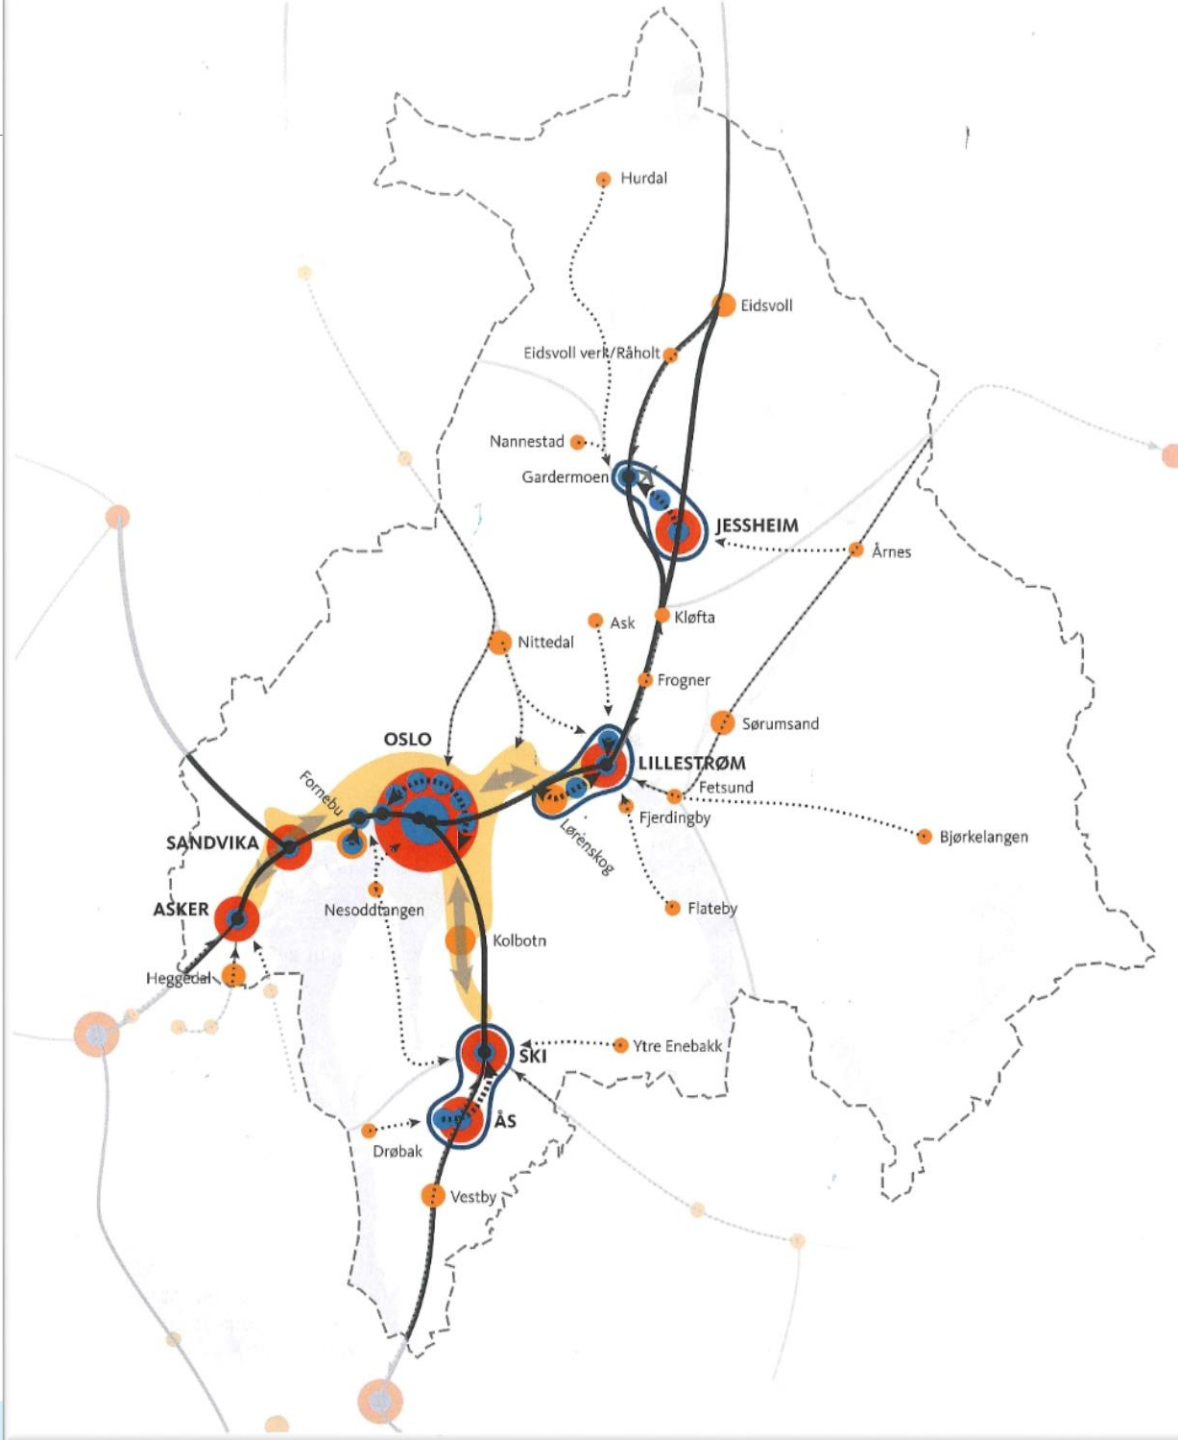 Hurdal
Eidsvoll
Eidsvoll verk/Råholt
Nannestad
Gardermoen
JESSHEIM
Årnes
Ask
Kløfta
Nittedal
Frogner
Sørumsand
OSLO
LILLESTRØM
Fornebu
Fetsund
Fjerdingby
Lørenskog
SANDVIKA
Bjørkelangen
ASKER
Nesoddtangen
Flateby
Kolbotn
Heggedal
Ytre Enebakk
SKI
ÅS
Drøbak
Vestby